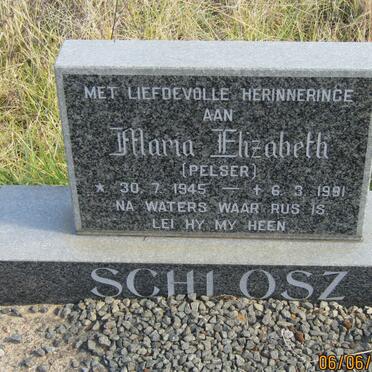 MET LIEFDEVOLLE HERINNERINGE
AAN
Maria Elizabeth
(PELSER)
* 30. 7. 1945 — + 6. 3. 1981
NA WATERS WAAR RUS IS
LEI HY MY HEEN
SCHLOSZ
06/06/